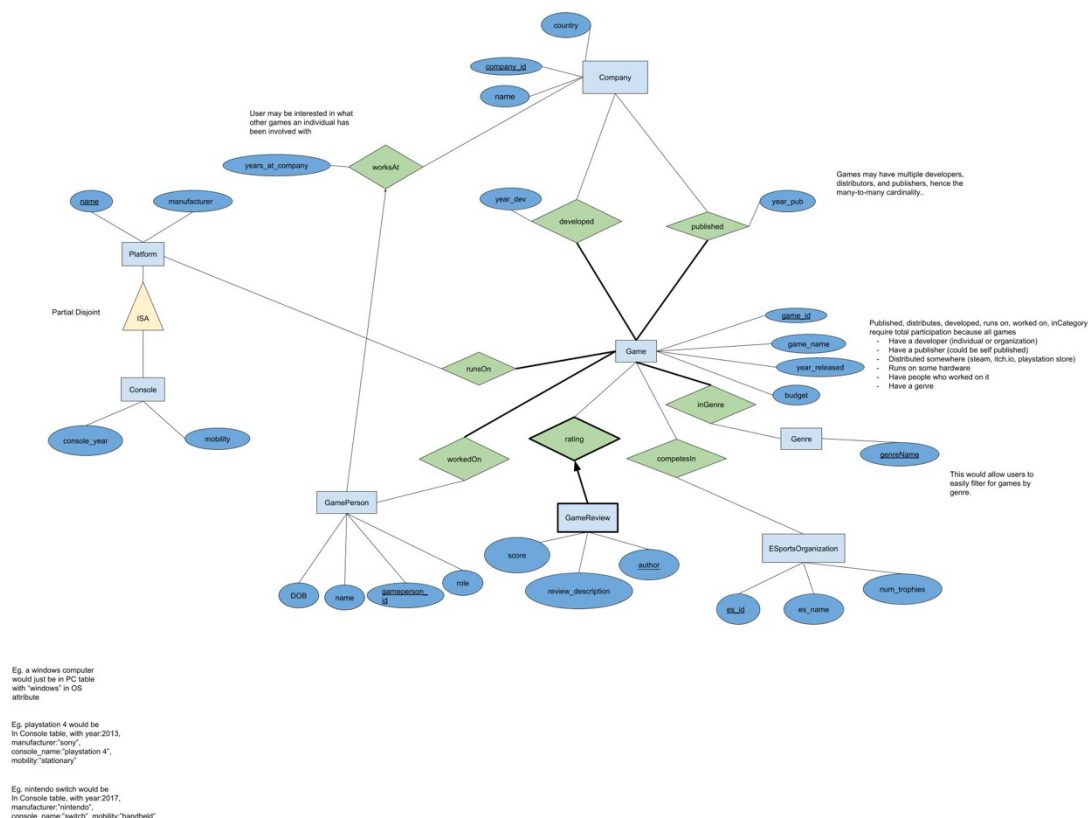 country
company_id
Company
name
User may be interested in what
other games an individual has
been involved with
years_at_company
worksAt
Games may have multiple developers,
distributors, and publishers, hence the
many-to-many cardinality..
year_dev
developed
published
year_pub
name
manufacturer
Platform
Partial Disjoint
ISA
Console
console_year
mobility
game_id
Game
game_name
year_released
budget
Published, distributes, developed, runs on, worked on, inCategory
require total participation because all games
- Have a developer (individual or organization)
- Have a publisher (could be self published)
- Distributed somewhere (steam, itch.io, playstation store)
- Runs on some hardware
- Have people who worked on it
- Have a genre
runsOn
inGenre
Genre
genreName
This would allow users to
easily filter for games by
genre.
rating
workedOn
competesIn
GamePerson
GameReview
ESportsOrganization
DOB
name
gameperson_
id
role
score
review_description
author
es_id
es_name
num_trophies
Eg. a windows computer
would just be in PC table
with "windows" in OS
attribute
Eg. playstation 4 would be
In Console table, with year:2013,
manufacturer:"sony",
console_name:"playstation 4",
mobility:"stationary"
Eg. nintendo switch would be
In Console table, with year:2017,
manufacturer:"nintendo",
console_name:"switch", mobility:"handheld"